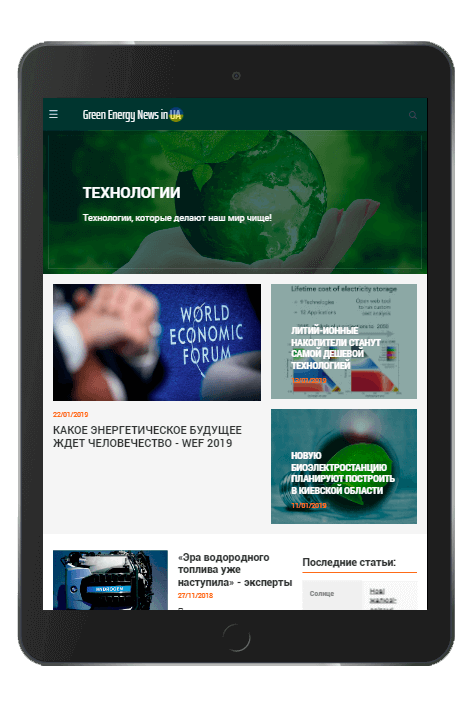 Green Energy News in UA
ТЕХНОЛОГИИ
Технологии, которые делают наш мир чище!
WORLD
ECONOMIC
FORUM
22/01/2019
КАКОЕ ЭНЕРГЕТИЧЕСКОЕ БУДУЩЕЕ
ЖДЕТ ЧЕЛОВЕЧЕСТВО - WEF 2019
Lifetime cost of electricity storage
ЛИТИЙ-ИОННЫЕ
НАКОПИТЕЛИ СТАНУТ
САМОЙ ДЕШЕВОЙ
ТЕХНОЛОГИЕЙ
НОВУЮ
БИОЭЛЕКТРОСТАНЦИЮ
ПЛАНИРУЮТ ПОСТРОИТЬ
В КИЕВСКОЙ ОБЛАСТИ
11/01/2019
«Эра водородного
топлива уже
наступила» - эксперты
27/11/2018
HYDROGEN
Последние статьи:
Солнце